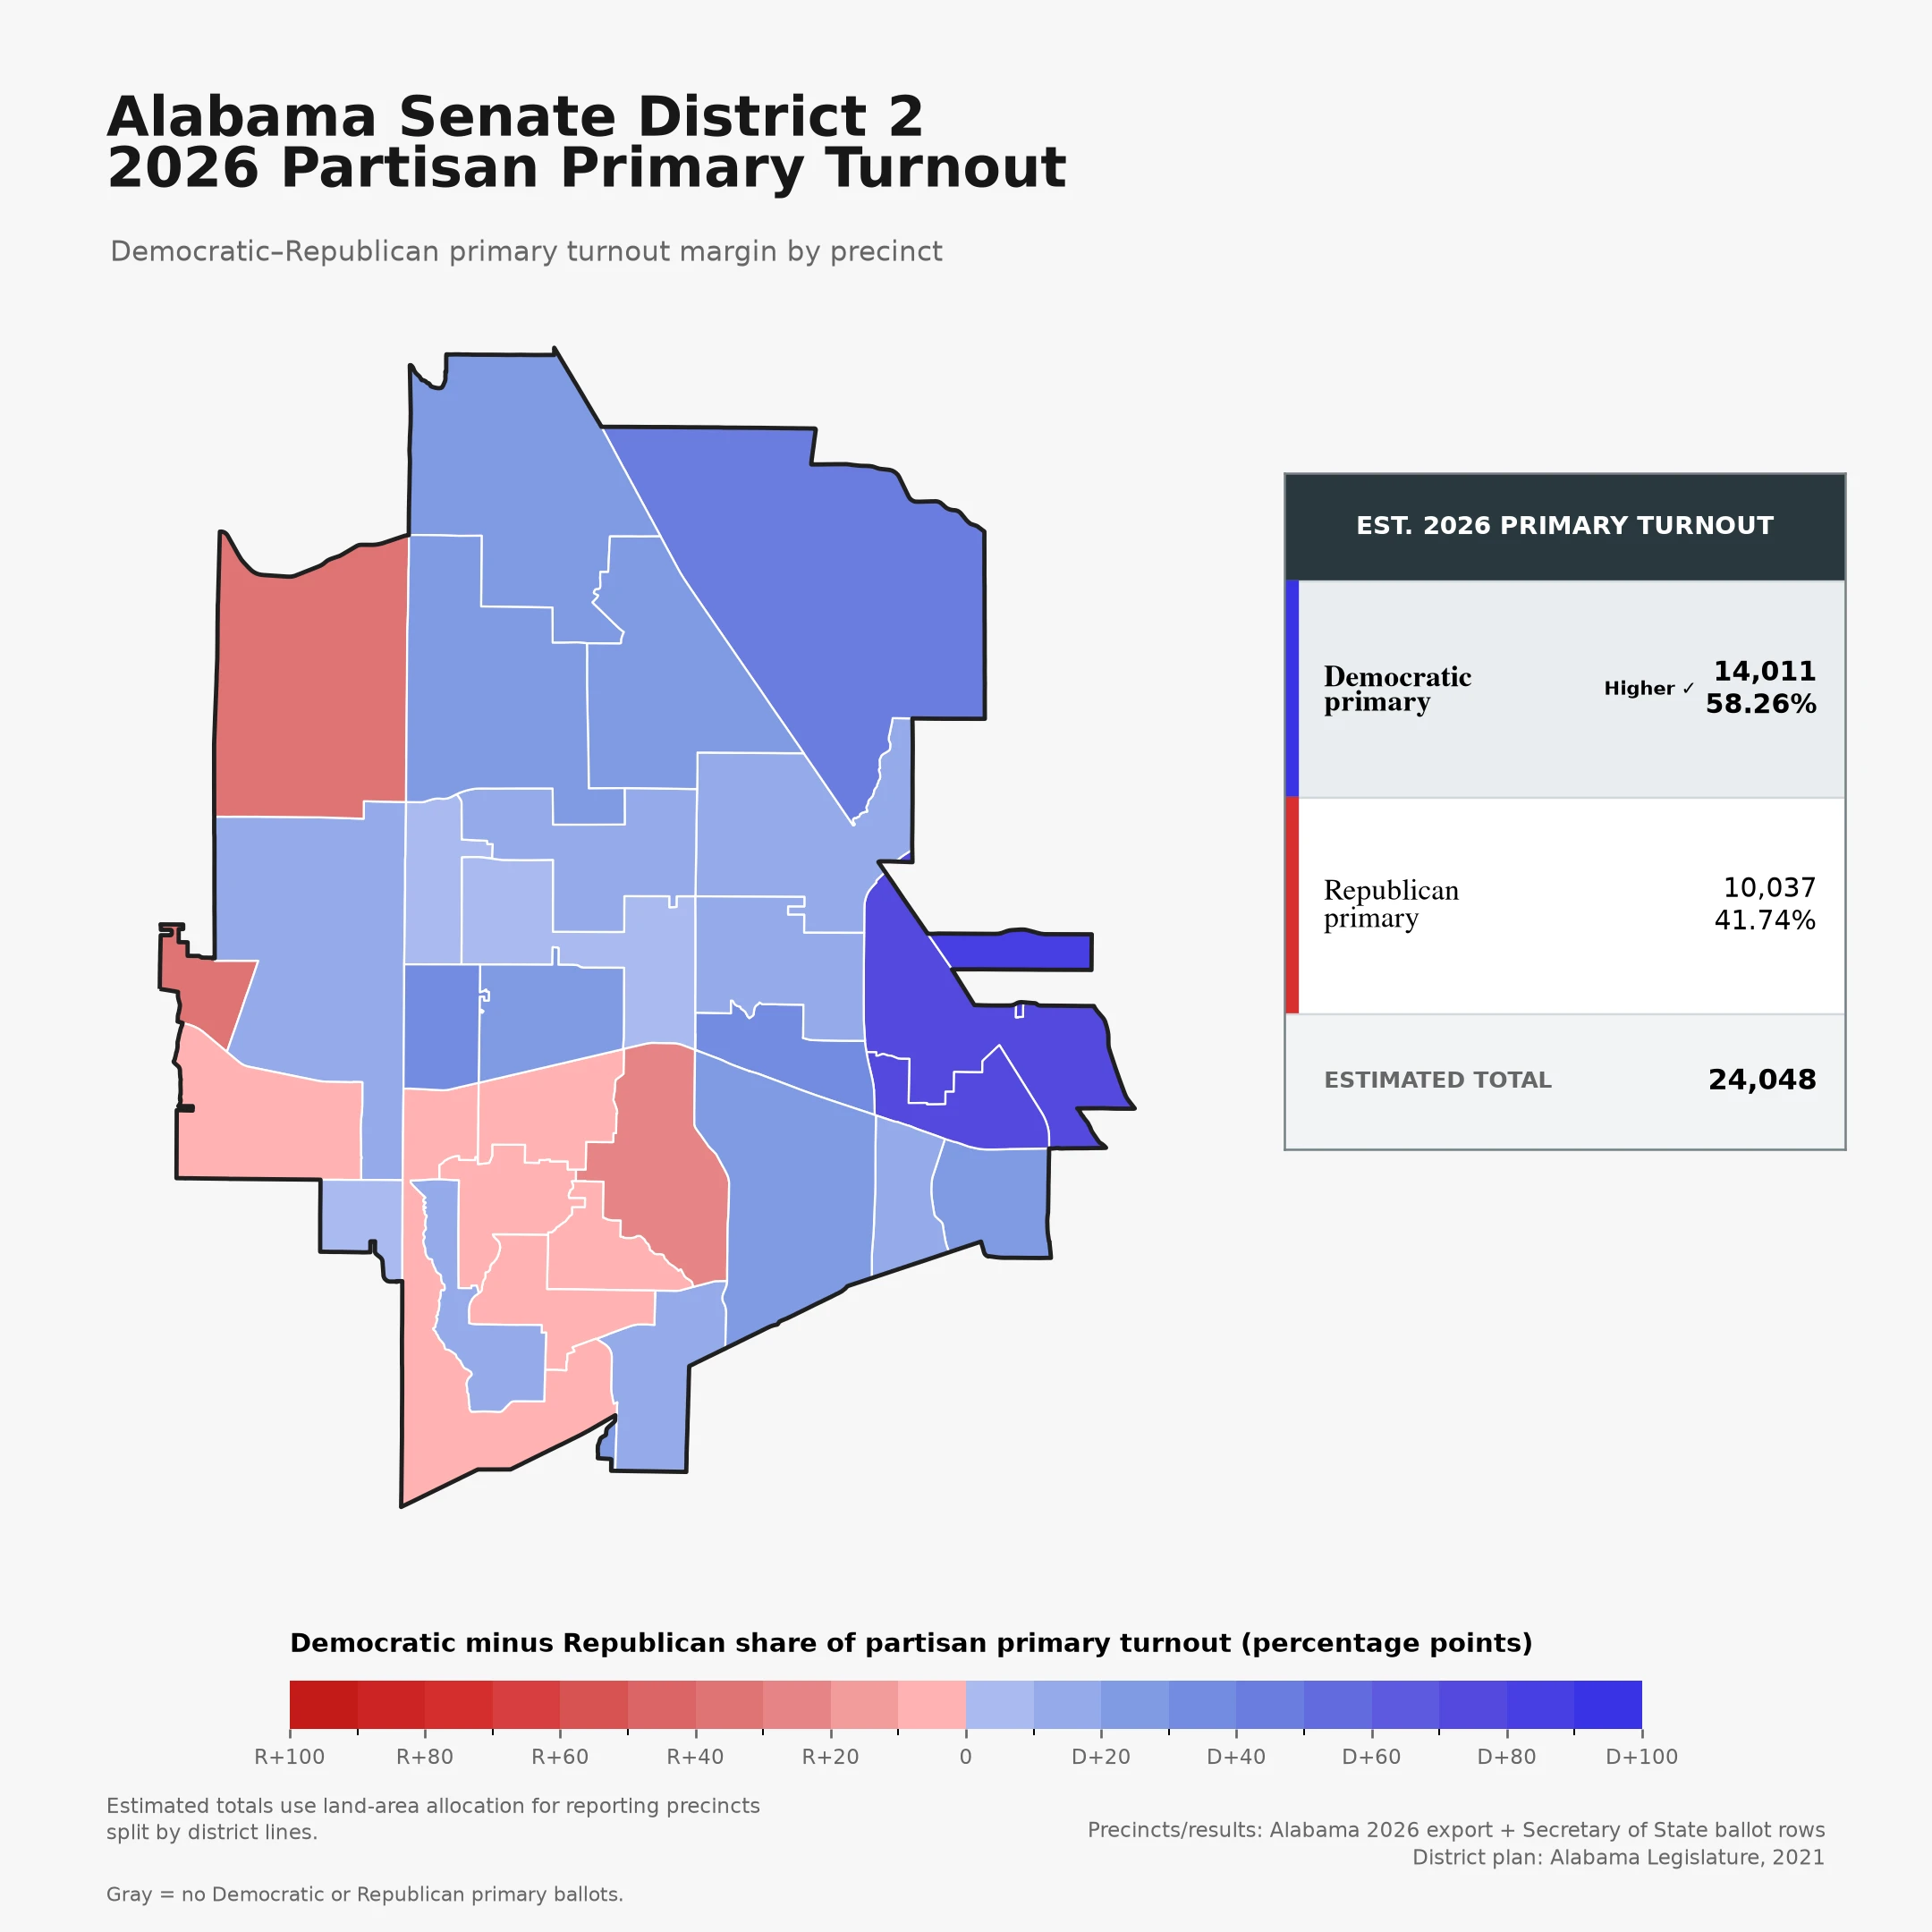 Alabama Senate District 2
2026 Partisan Primary Turnout
Democratic–Republican primary turnout margin by precinct
EST. 2026 PRIMARY TURNOUT
Democratic
primary
Higher ✓
14,011
58.26%
Republican
primary
10,037
41.74%
ESTIMATED TOTAL
24,048
Democratic minus Republican share of partisan primary turnout (percentage points)
R+100 R+80 R+60 R+40 R+20 0 D+20 D+40 D+60 D+80 D+100
Estimated totals use land-area allocation for reporting precincts
split by district lines.
Gray = no Democratic or Republican primary ballots.
Precincts/results: Alabama 2026 export + Secretary of State ballot rows
District plan: Alabama Legislature, 2021